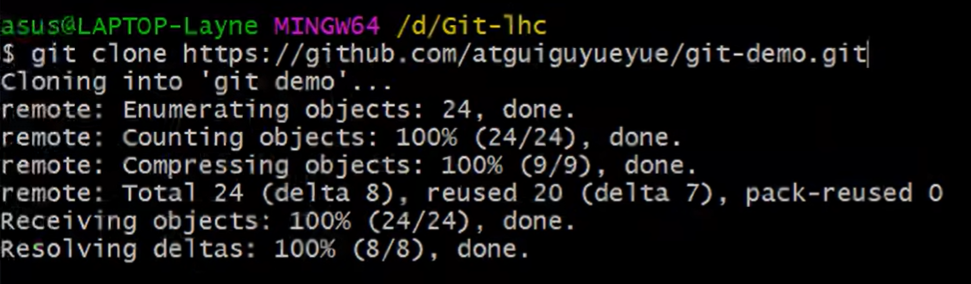 asus@LAPTOP-Layne MINGW64 /d/Git-lhc
$ git clone https://github.com/atguiguyueyue/git-demo.git
Cloning into 'git demo'...
remote: Enumerating objects: 24, done.
remote: Counting objects: 100% (24/24), done.
remote: Compressing objects: 100% (9/9), done.
remote: Total 24 (delta 8), reused 20 (delta 7), pack-reused 0
Receiving objects: 100% (24/24), done.
Resolving deltas: 100% (8/8), done.